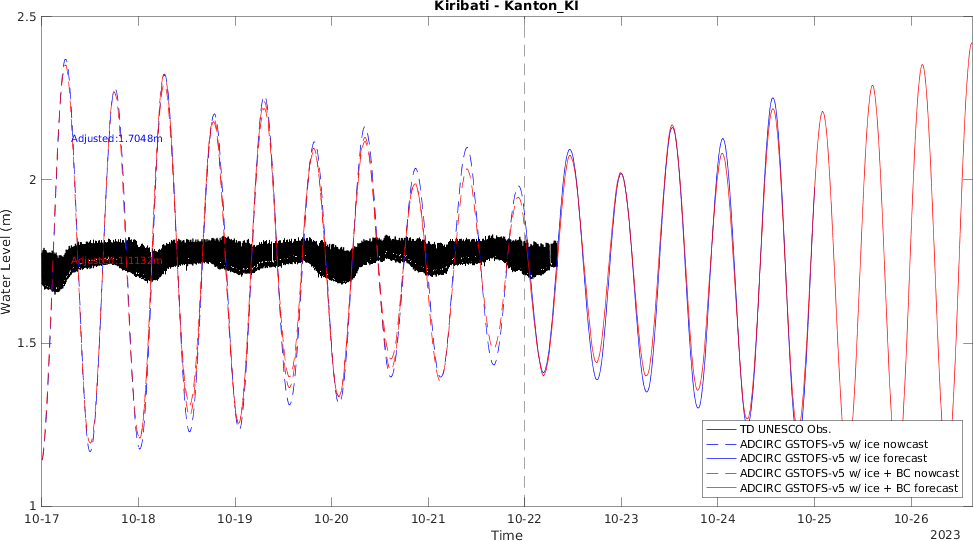 Kiribati - Kanton_KI
2.5
2
1.5
1
Water Level (m)
Adjusted:1.7048m
10-17
10-18
10-19
10-20
10-21
10-22
10-23
10-24
10-25
10-26
Time
2023
TD UNESCO Obs.
ADCIRC GSTOFS-v5 w/ ice nowcast
ADCIRC GSTOFS-v5 w/ ice forecast
ADCIRC GSTOFS-v5 w/ ice + BC nowcast
ADCIRC GSTOFS-v5 w/ ice + BC forecast